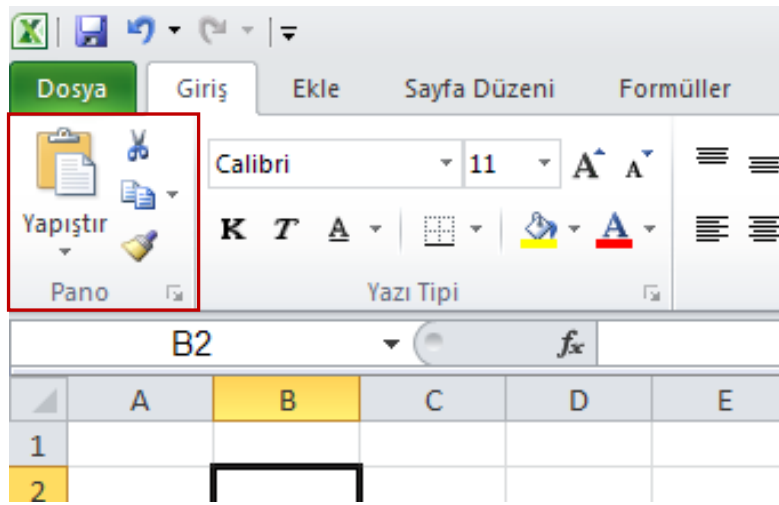 Dosya Giriş Ekle Sayfa Düzeni Formüller
Calibri 11 A A
Yapıştır K T A A
Pano Yazı Tipi
B2 fx
A B C D E
1
2